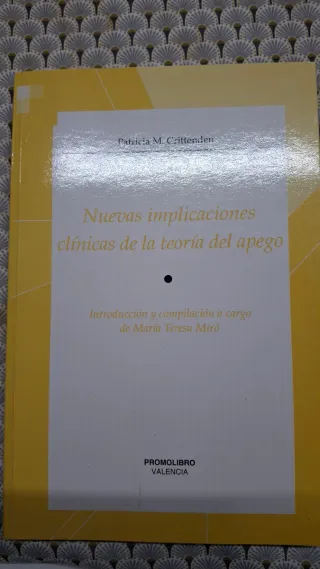 Patricia M. Crittenden
Nuevas implicaciones
clínicas de la teoría del apego
Introducción y compilación a cargo
de María Teresa Miró
PROMOLIBRO
VALENCIA